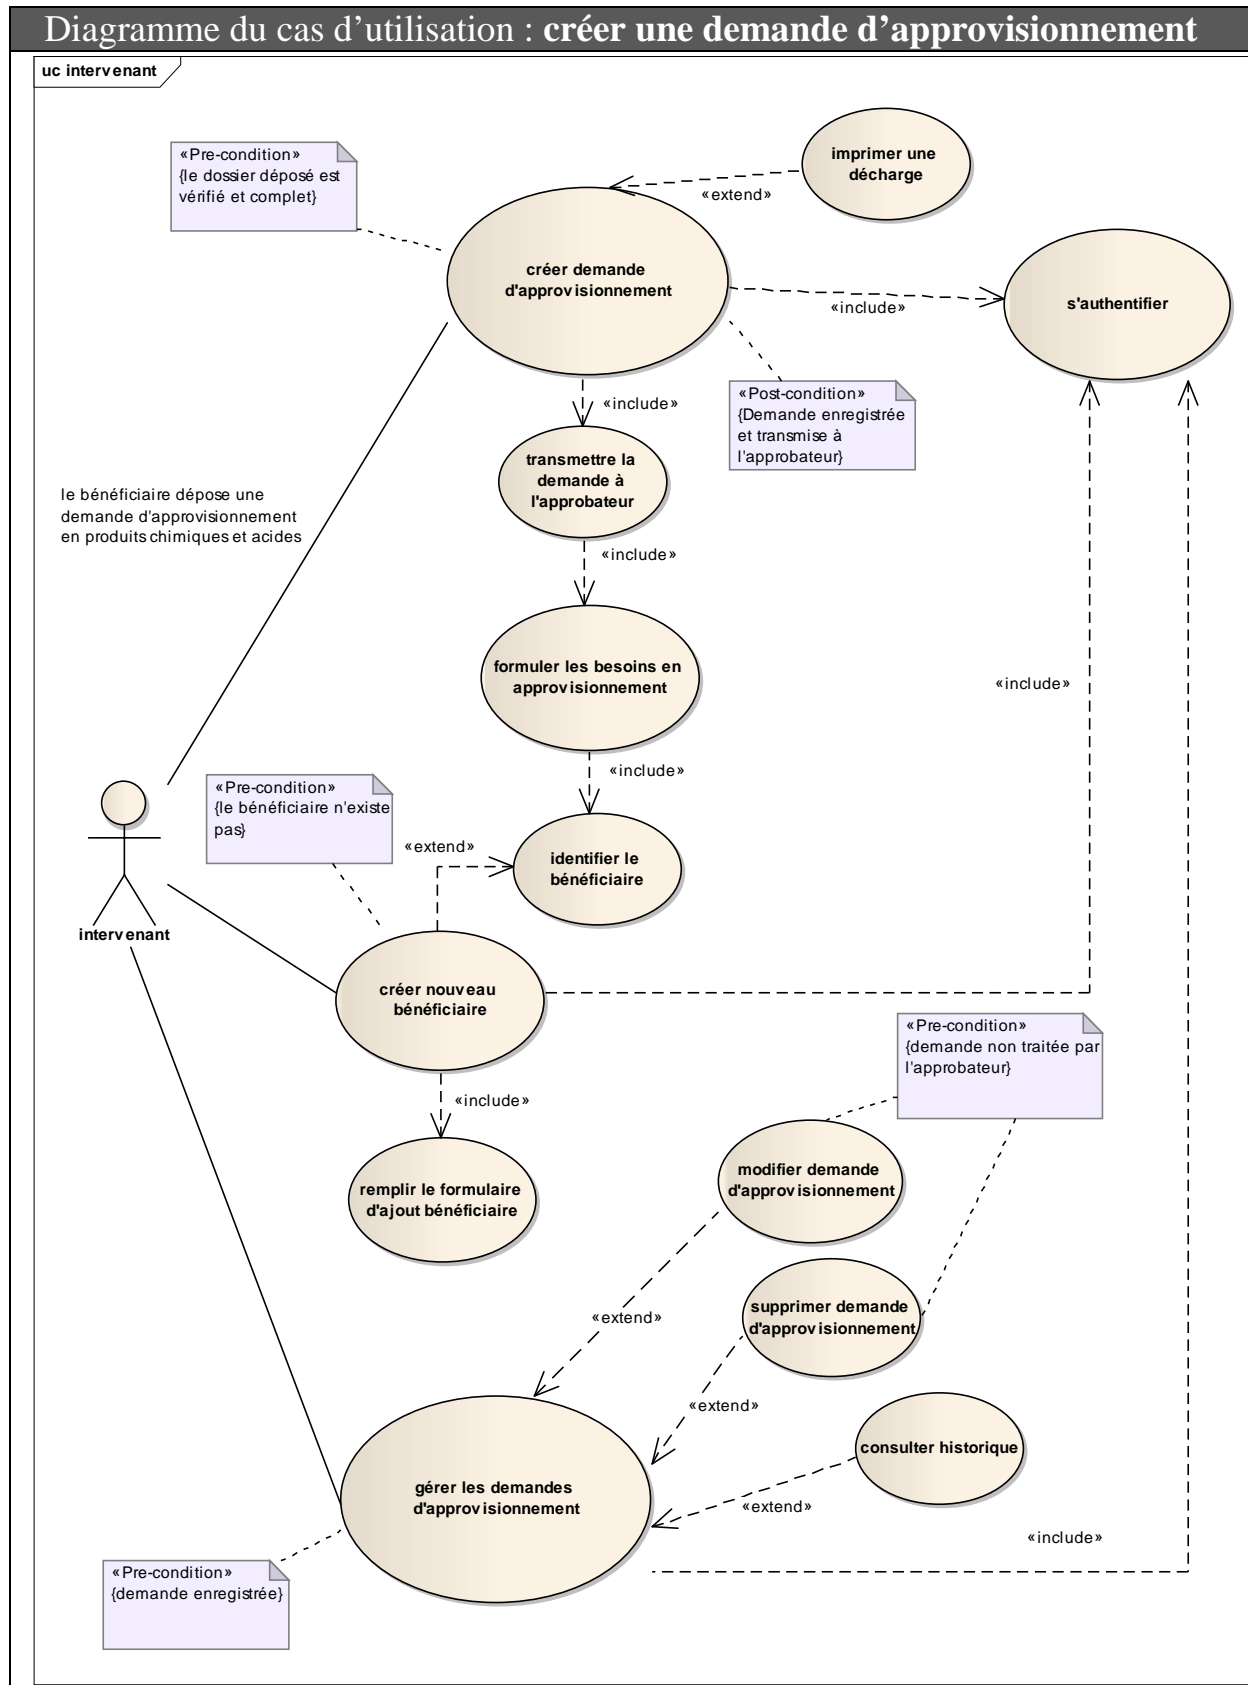 Diagramme du cas d’utilisation : créer une demande d’approvisionnement
uc intervenant
«Pre-condition»
{le dossier déposé est
vérifié et complet}
imprimer une
décharge
«extend»
créer demande
d'approvisionnement
«include»
s'authentifier
«include»
«Post-condition»
{Demande enregistrée
et transmise à
l'approbateur}
transmettre la
demande à
l'approbateur
le bénéficiaire dépose une
demande d'approvisionnement
en produits chimiques et acides
«include»
formuler les besoins en
approvisionnement
«include»
«include»
«Pre-condition»
{le bénéficiaire n'existe
pas}
«extend»
identifier le
bénéficiaire
intervenant
créer nouveau
bénéficiaire
«Pre-condition»
{demande non traitée par
l'approbateur}
«include»
modifier demande
d'approvisionnement
remplir le formulaire
d'ajout bénéficiaire
supprimer demande
d'approvisionnement
«extend»
«extend»
consulter historique
gérer les demandes
d'approvisionnement
«extend»
«include»
«Pre-condition»
{demande enregistrée}